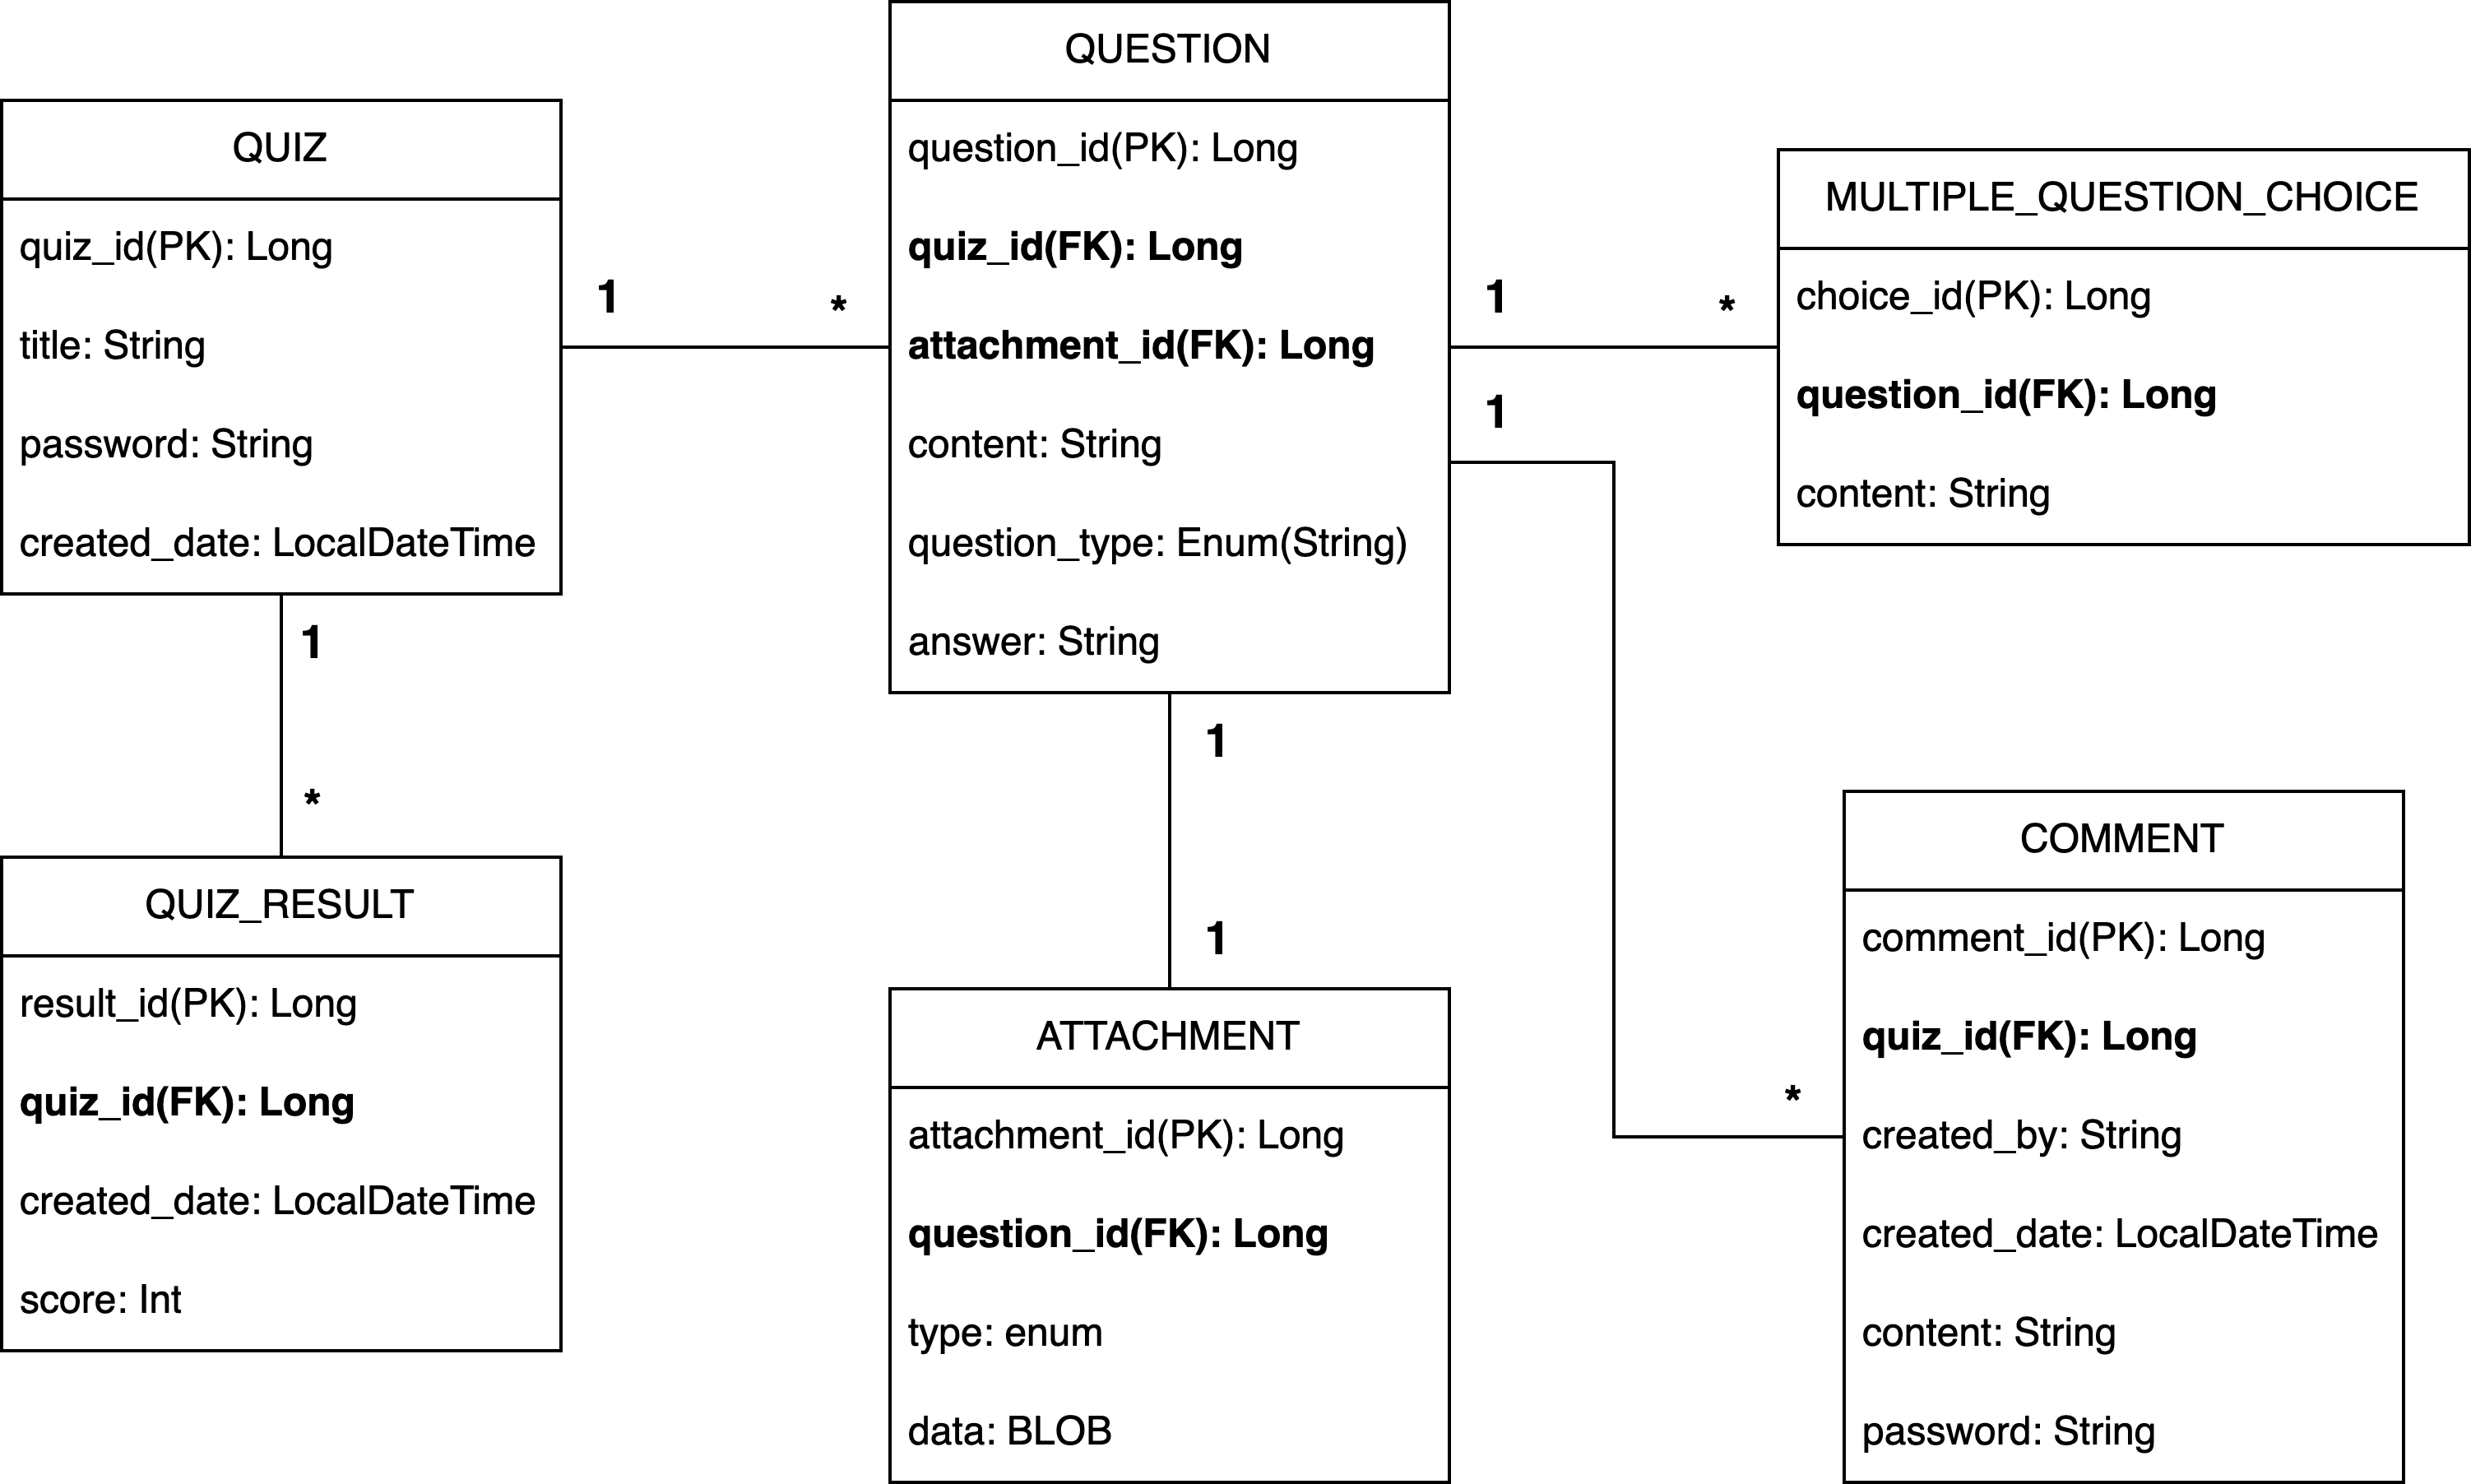 QUIZ
quiz_id(PK): Long
title: String
password: String
created_date: LocalDateTime
1
*
QUESTION
question_id(PK): Long
quiz_id(FK): Long
attachment_id(FK): Long
content: String
question_type: Enum(String)
answer: String
1
*
MULTIPLE_QUESTION_CHOICE
choice_id(PK): Long
question_id(FK): Long
content: String
1
*
1
*
QUIZ_RESULT
result_id(PK): Long
quiz_id(FK): Long
created_date: LocalDateTime
score: Int
1
1
ATTACHMENT
attachment_id(PK): Long
question_id(FK): Long
type: enum
data: BLOB
COMMENT
comment_id(PK): Long
quiz_id(FK): Long
created_by: String
created_date: LocalDateTime
content: String
password: String